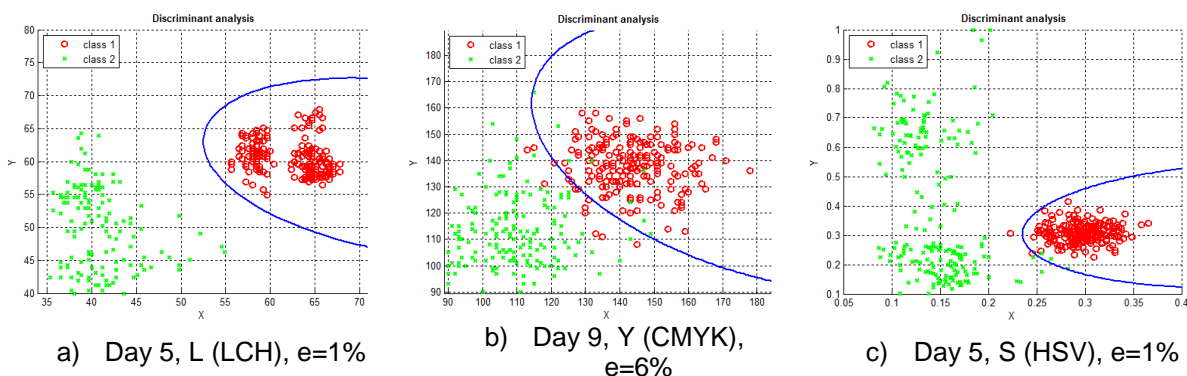 Discriminant analysis
class 1
class 2
Y
80
75
70
65
60
55
50
45
40
35 40 45 50 55 60 65 70
X
a) Day 5, L (LCH), e=1%
Discriminant analysis
class 1
class 2
Y
180
170
160
150
140
130
120
110
100
90
90 100 110 120 130 140 150 160 170 180
X
b) Day 9, Y (CMYK),
e=6%
Discriminant analysis
class 1
class 2
Y
1
0.9
0.8
0.7
0.6
0.5
0.4
0.3
0.2
0.1
0.05 0.1 0.15 0.2 0.25 0.3 0.35 0.4
X
c) Day 5, S (HSV), e=1%